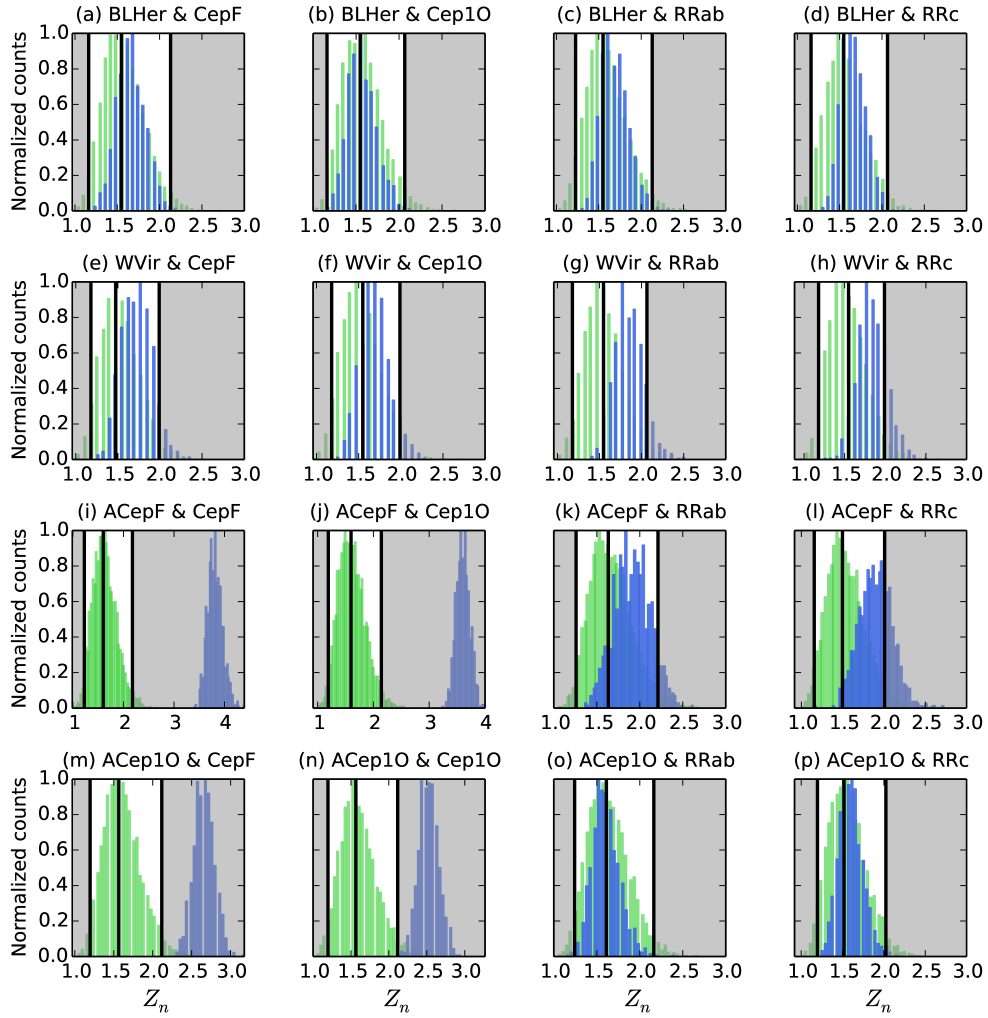 (a) BLHer & CepF (b) BLHer & Cep1O (c) BLHer & RRab (d) BLHer & RRc
Normalized counts
1.0
0.8
0.6
0.4
0.2
0.0
1.0 1.5 2.0 2.5 3.0 1.0 1.5 2.0 2.5 3.0 1.0 1.5 2.0 2.5 3.0 1.0 1.5 2.0 2.5 3.0
(e) WVir & CepF (f) WVir & Cep1O (g) WVir & RRab (h) WVir & RRc
Normalized counts
1.0
0.8
0.6
0.4
0.2
0.0
1.0 1.5 2.0 2.5 3.0 1.0 1.5 2.0 2.5 3.0 1.0 1.5 2.0 2.5 3.0 1.0 1.5 2.0 2.5 3.0
(i) ACepF & CepF (j) ACepF & Cep1O (k) ACepF & RRab (l) ACepF & RRc
Normalized counts
1.0
0.8
0.6
0.4
0.2
0.0
1 2 3 4 1 2 3 4 1.0 1.5 2.0 2.5 3.0 1.0 1.5 2.0 2.5 3.0
(m) ACep1O & CepF (n) ACep1O & Cep1O (o) ACep1O & RRab (p) ACep1O & RRc
Normalized counts
1.0
0.8
0.6
0.4
0.2
0.0
1.0 1.5 2.0 2.5 3.0 1.0 1.5 2.0 2.5 3.0 1.0 1.5 2.0 2.5 3.0 1.0 1.5 2.0 2.5 3.0
Zn Zn Zn Zn